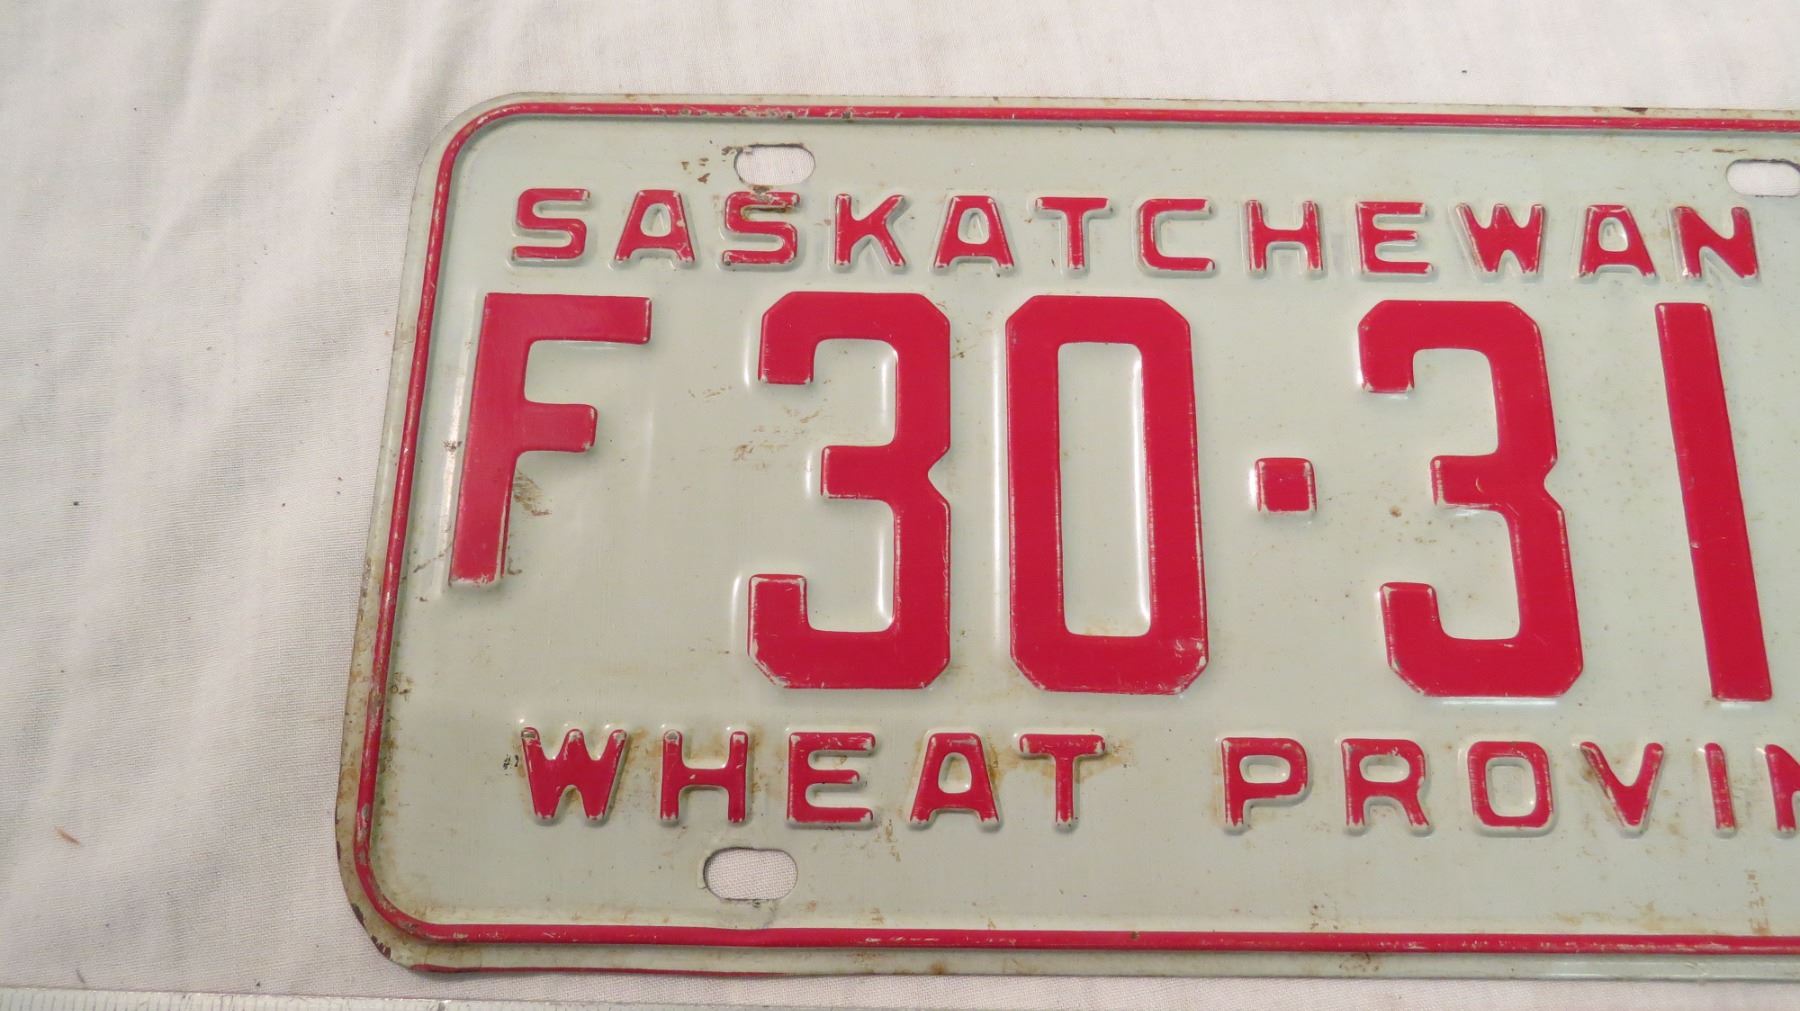 SASKATCHEWAN
F 30·31
WHEAT PROVIN